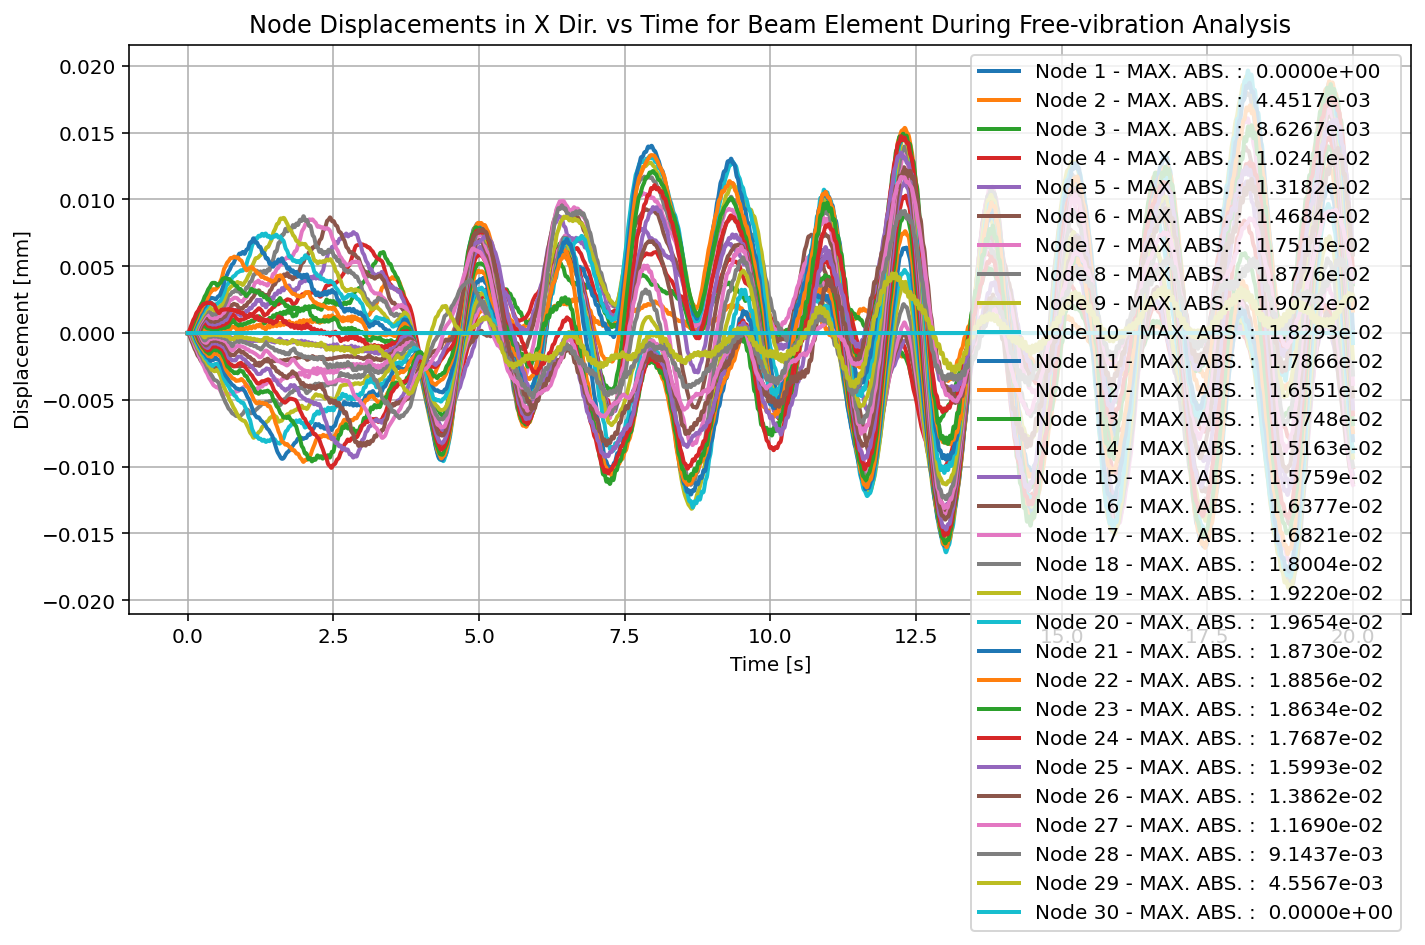 Node Displacements in X Dir. vs Time for Beam Element During Free-vibration Analysis
Displacement [mm]
0.020
0.015
0.010
0.005
0.000
−0.005
−0.010
−0.015
−0.020
0.0
2.5
5.0
7.5
10.0
12.5
15.0
17.5
20.0
Time [s]
Node 1 - MAX. ABS. : 0.0000e+00
Node 2 - MAX. ABS. : 4.4517e-03
Node 3 - MAX. ABS. : 8.6267e-03
Node 4 - MAX. ABS. : 1.0241e-02
Node 5 - MAX. ABS. : 1.3182e-02
Node 6 - MAX. ABS. : 1.4684e-02
Node 7 - MAX. ABS. : 1.7515e-02
Node 8 - MAX. ABS. : 1.8776e-02
Node 9 - MAX. ABS. : 1.9072e-02
Node 10 - MAX. ABS. : 1.8293e-02
Node 11 - MAX. ABS. : 1.7866e-02
Node 12 - MAX. ABS. : 1.6551e-02
Node 13 - MAX. ABS. : 1.5748e-02
Node 14 - MAX. ABS. : 1.5163e-02
Node 15 - MAX. ABS. : 1.5759e-02
Node 16 - MAX. ABS. : 1.6377e-02
Node 17 - MAX. ABS. : 1.6821e-02
Node 18 - MAX. ABS. : 1.8004e-02
Node 19 - MAX. ABS. : 1.9220e-02
Node 20 - MAX. ABS. : 1.9654e-02
Node 21 - MAX. ABS. : 1.8730e-02
Node 22 - MAX. ABS. : 1.8856e-02
Node 23 - MAX. ABS. : 1.8634e-02
Node 24 - MAX. ABS. : 1.7687e-02
Node 25 - MAX. ABS. : 1.5993e-02
Node 26 - MAX. ABS. : 1.3862e-02
Node 27 - MAX. ABS. : 1.1690e-02
Node 28 - MAX. ABS. : 9.1437e-03
Node 29 - MAX. ABS. : 4.5567e-03
Node 30 - MAX. ABS. : 0.0000e+00